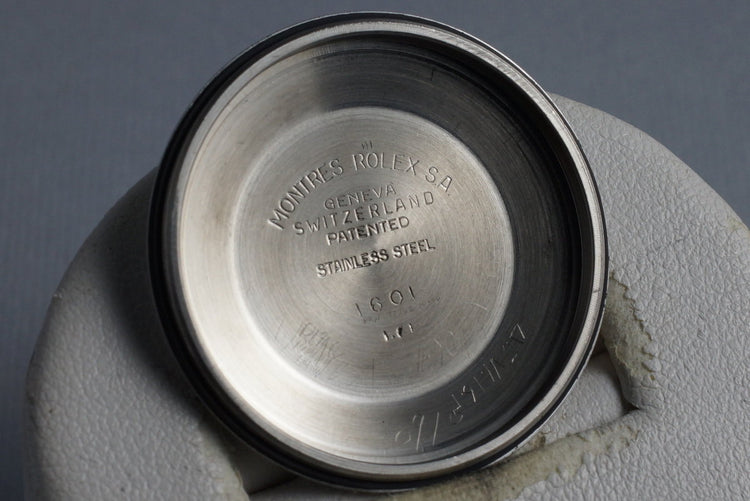 MONTRES ROLEX S.A.
GENEVA
SWITZERLAND
PATENTED
STAINLESS STEEL
1601